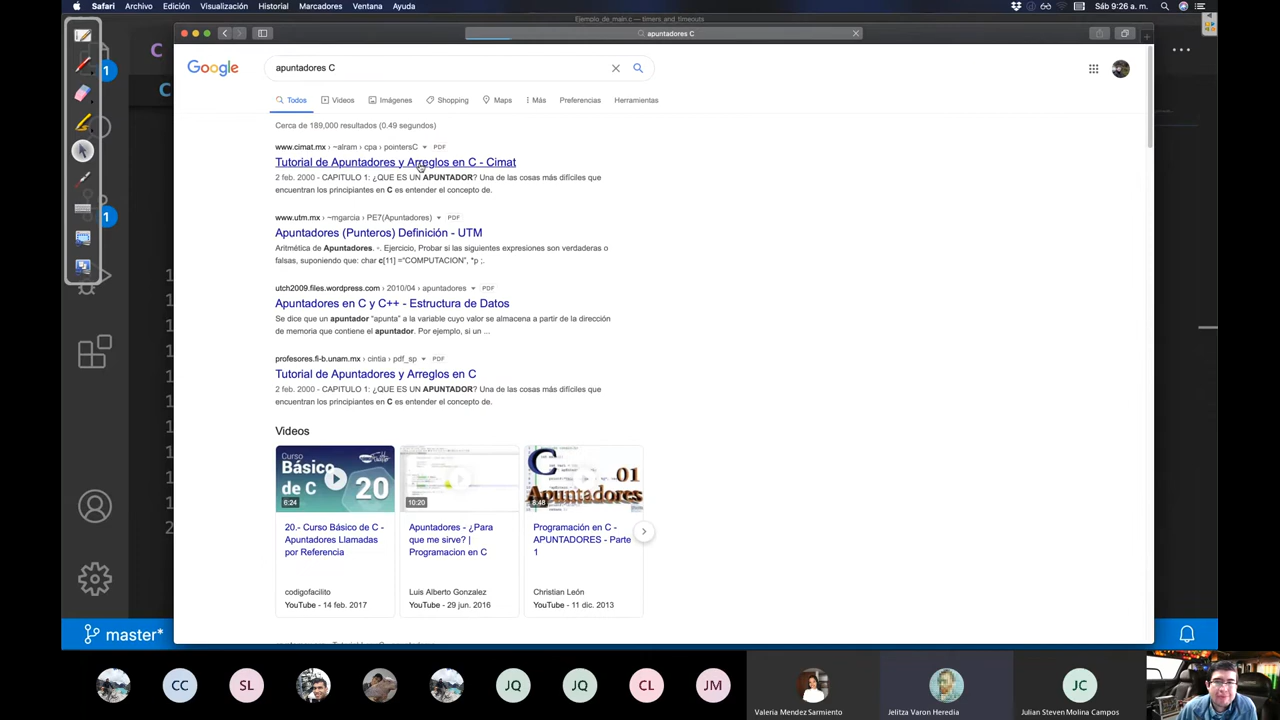 Safari Archivo Edición Visualización Historial Marcadores Ventana Ayuda
Sáb 9:26 a. m.
Ejemplo_de_main.c — timers_and_timeouts
apuntadores C
Google
apuntadores C
Todos Videos Imágenes Shopping Maps Más Preferencias Herramientas
Cerca de 189,000 resultados (0.49 segundos)
www.cimat.mx › ~alram › cpa › pointersC PDF
Tutorial de Apuntadores y Arreglos en C - Cimat
2 feb. 2000 - CAPITULO 1: ¿QUE ES UN APUNTADOR? Una de las cosas más difíciles que
encuentran los principiantes en C es entender el concepto de.
www.utm.mx › ~mgarcia › PE7(Apuntadores) PDF
Apuntadores (Punteros) Definición - UTM
Aritmética de Apuntadores. ◦. Ejercicio, Probar si las siguientes expresiones son verdaderas o
falsas, suponiendo que: char c[11] ="COMPUTACION", *p ;.
utch2009.files.wordpress.com › 2010/04 › apuntadores PDF
Apuntadores en C y C++ - Estructura de Datos
Se dice que un apuntador "apunta" a la variable cuyo valor se almacena a partir de la dirección
de memoria que contiene el apuntador. Por ejemplo, si un ...
profesores.fi-b.unam.mx › cintia › pdf_sp PDF
Tutorial de Apuntadores y Arreglos en C
2 feb. 2000 - CAPITULO 1: ¿QUE ES UN APUNTADOR? Una de las cosas más difíciles que
encuentran los principiantes en C es entender el concepto de.
Videos
Curso
Básico
de C
20
6:24
10:20
C
01
Apuntadores
8:48
20.- Curso Básico de C -
Apuntadores Llamadas
por Referencia
codigofacilito
YouTube - 14 feb. 2017
Apuntadores - ¿Para
que me sirve? |
Programacion en C
Luis Alberto Gonzalez
YouTube - 29 jun. 2016
Programación en C -
APUNTADORES - Parte
1
Christian León
YouTube - 11 dic. 2013
1
1
C
C
master*
CC SL JQ JQ CL JM JC
Valería Mendez Sarmiento
Jelitza Varon Heredia
Julian Steven Molina Campos